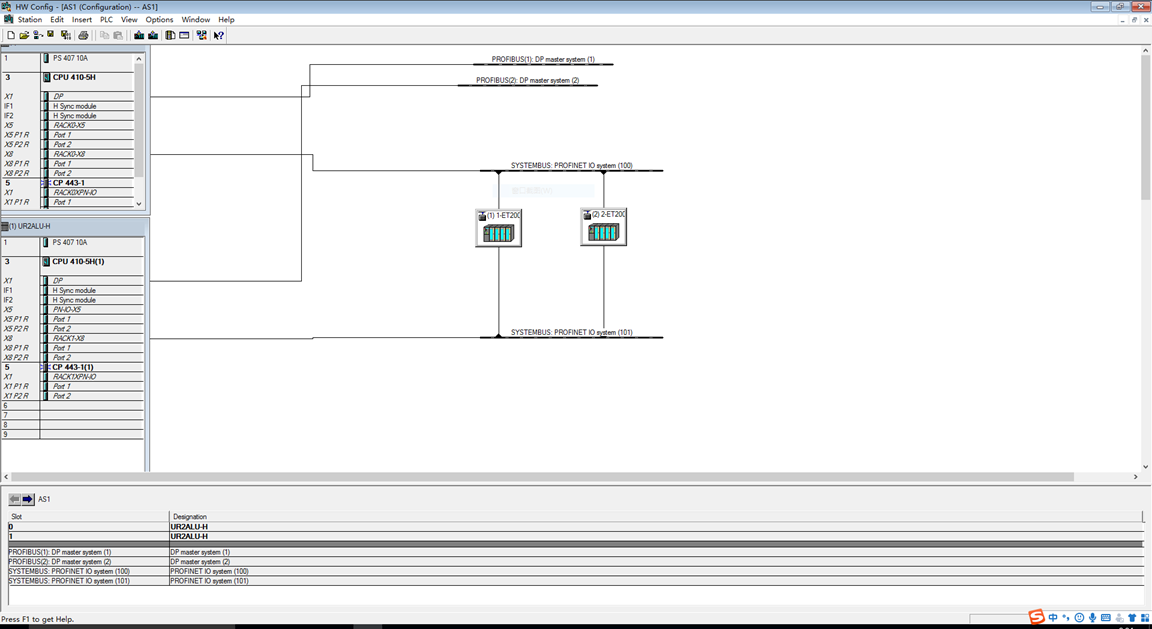 HW Config - [AS1 (Configuration) -- AS1]
Station Edit Insert PLC View Options Window Help
1 PS 407 10A
3 CPU 410-5H
X1 DP
IF1 H Sync module
IF2 H Sync module
X5 RACK0-X5
X5 P1 R Port 1
X5 P2 R Port 2
X8 RACK0-X8
X8 P1 R Port 1
X8 P2 R Port 2
5 CP 443-1
X1 RACK0XPN-IO
X1 P1 R Port 1
(1) UR2ALU-H
1 PS 407 10A
3 CPU 410-5H(1)
X1 DP
IF1 H Sync module
IF2 H Sync module
X5 PN-IO-X5
X5 P1 R Port 1
X5 P2 R Port 2
X8 RACK1-X8
X8 P1 R Port 1
X8 P2 R Port 2
5 CP 443-1(1)
X1 RACK1XPN-IO
X1 P1 R Port 1
X1 P2 R Port 2
6
7
8
9
PROFIBUS(1): DP master system (1)
PROFIBUS(2): DP master system (2)
SYSTEMBUS: PROFINET IO system (100)
(1) 1-ET200
(2) 2-ET200
SYSTEMBUS: PROFINET IO system (101)
AS1
Slot Designation
0 UR2ALU-H
1 UR2ALU-H
PROFIBUS(1): DP master system (1) DP master system (1)
PROFIBUS(2): DP master system (2) DP master system (2)
SYSTEMBUS: PROFINET IO system (100) PROFINET IO system (100)
SYSTEMBUS: PROFINET IO system (101) PROFINET IO system (101)
Press F1 to get Help.
S 中